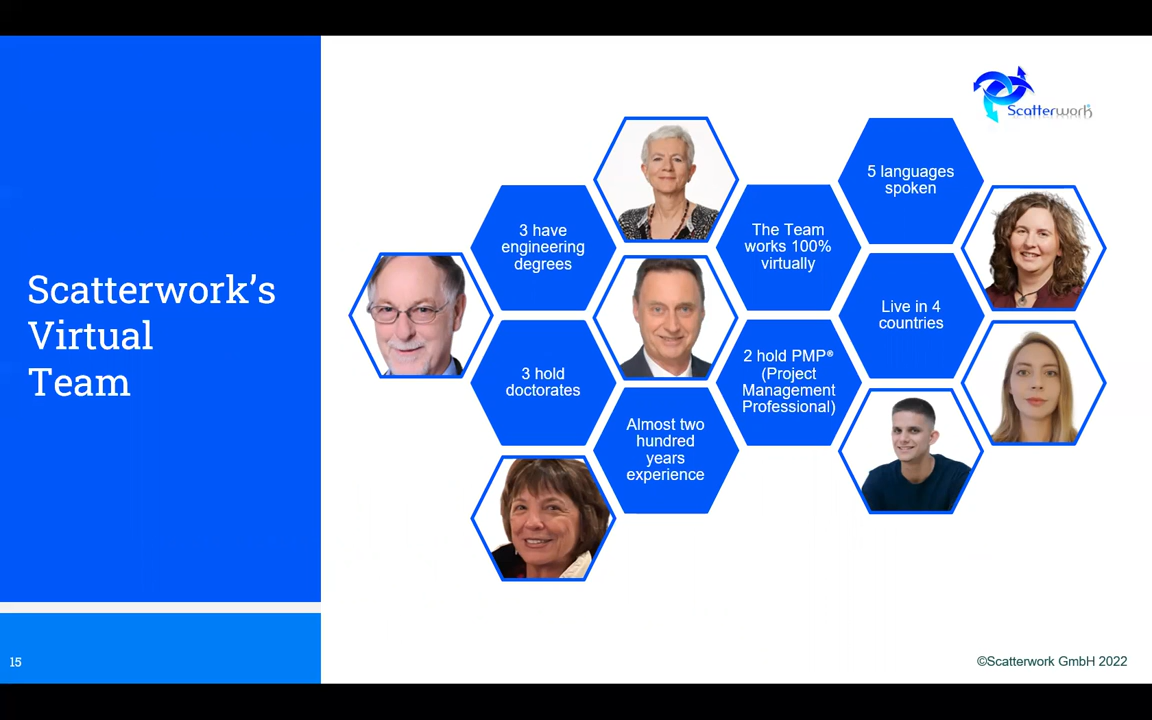 Scatterwork’s
Virtual
Team
Scatterwork
5 languages
spoken
3 have
engineering
degrees
The Team
works 100%
virtually
Live in 4
countries
3 hold
doctorates
2 hold PMP®
(Project
Management
Professional)
Almost two
hundred
years
experience
15
©Scatterwork GmbH 2022